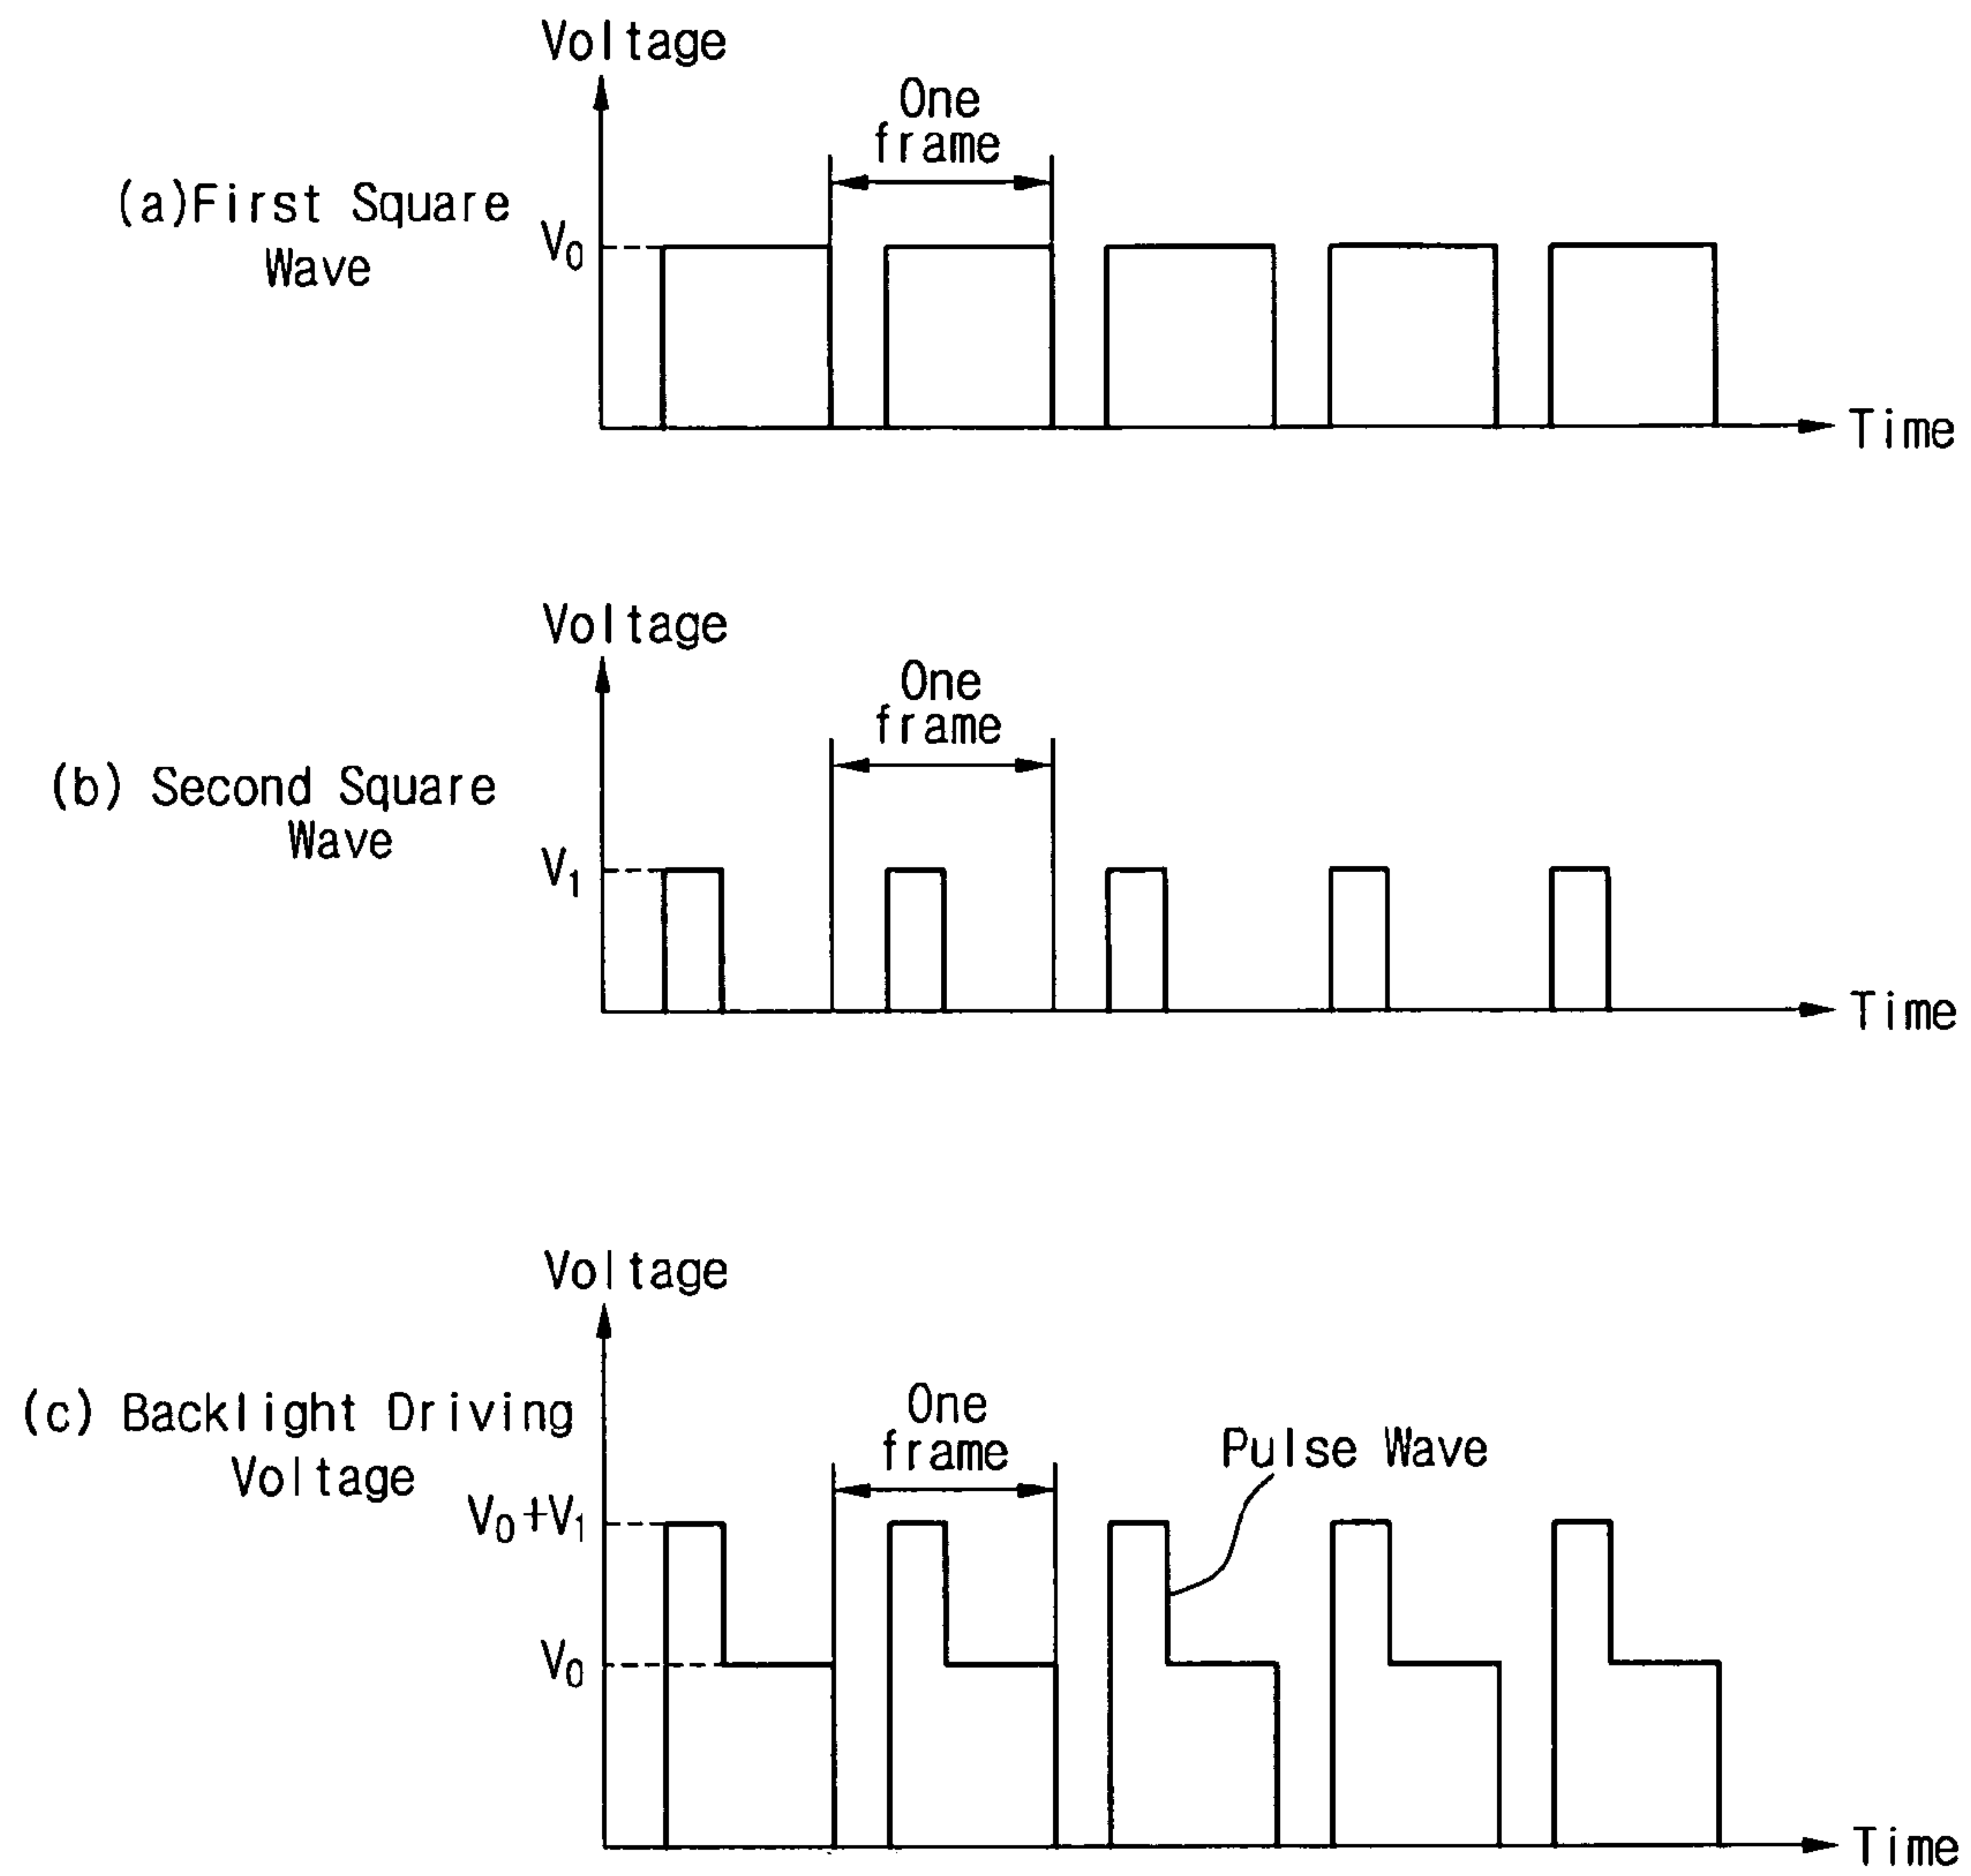 Voltage
One
frame
(a)First Square
Wave
V0
Time
Voltage
One
frame
(b) Second Square
Wave
V1
Time
Voltage
One
frame
(c) Backlight Driving
Voltage
Pulse Wave
V0+V1
V0
Time